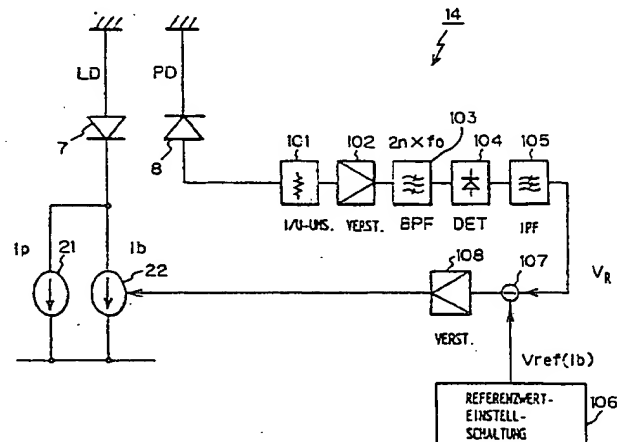 14
LD
PD
7
8
101
102
2n×fo
103
104
105
I/U-UMS.
VERST.
BPF
DET
IPF
Ip
21
Ib
22
108
107
VR
VERST.
Vref(Ib)
REFERENZWERT-
EINSTELL-
SCHALTUNG
106